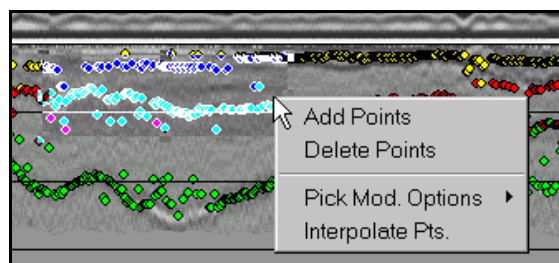 Add Points
Delete Points
Pick Mod. Options
Interpolate Pts.